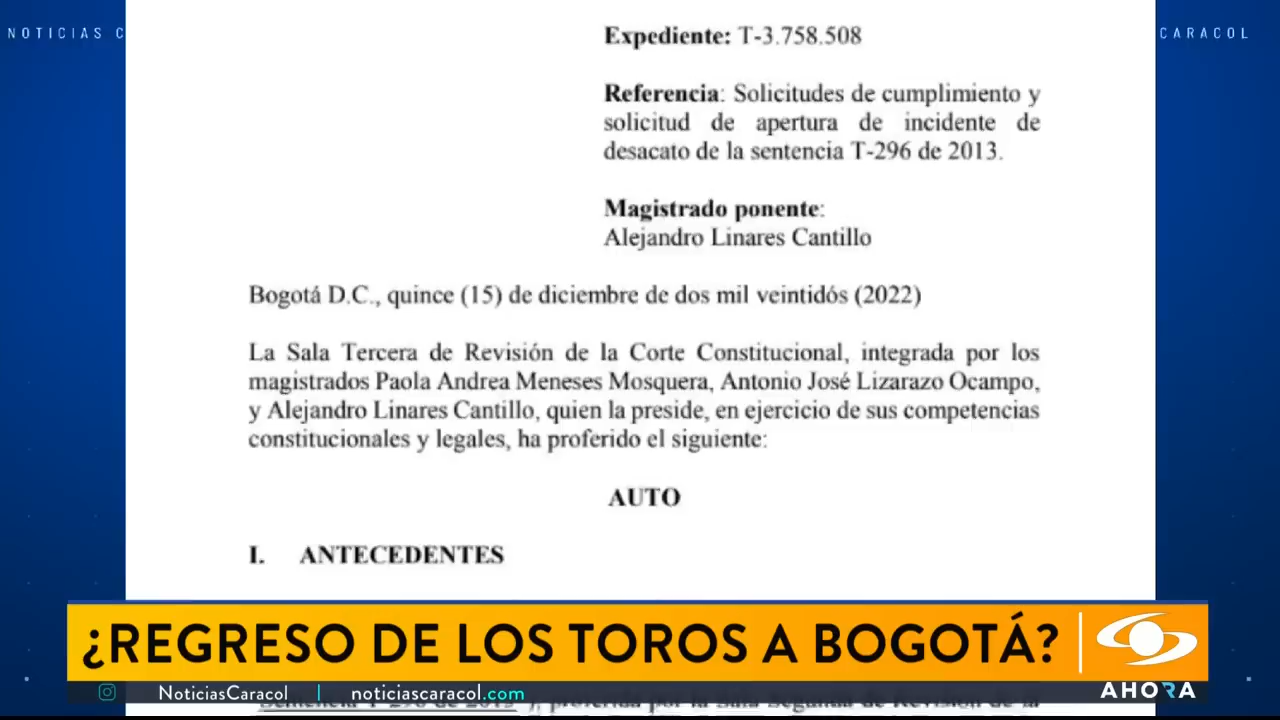 NOTICIAS C
CARACOL
Expediente: T-3.758.508
Referencia: Solicitudes de cumplimiento y
solicitud de apertura de incidente de
desacato de la sentencia T-296 de 2013.
Magistrado ponente:
Alejandro Linares Cantillo
Bogotá D.C., quince (15) de diciembre de dos mil veintidós (2022)
La Sala Tercera de Revisión de la Corte Constitucional, integrada por los
magistrados Paola Andrea Meneses Mosquera, Antonio José Lizarazo Ocampo,
y Alejandro Linares Cantillo, quien la preside, en ejercicio de sus competencias
constitucionales y legales, ha proferido el siguiente:
AUTO
I. ANTECEDENTES
¿REGRESO DE LOS TOROS A BOGOTÁ?
NoticiasCaracol | noticiascaracol.com
AHORA